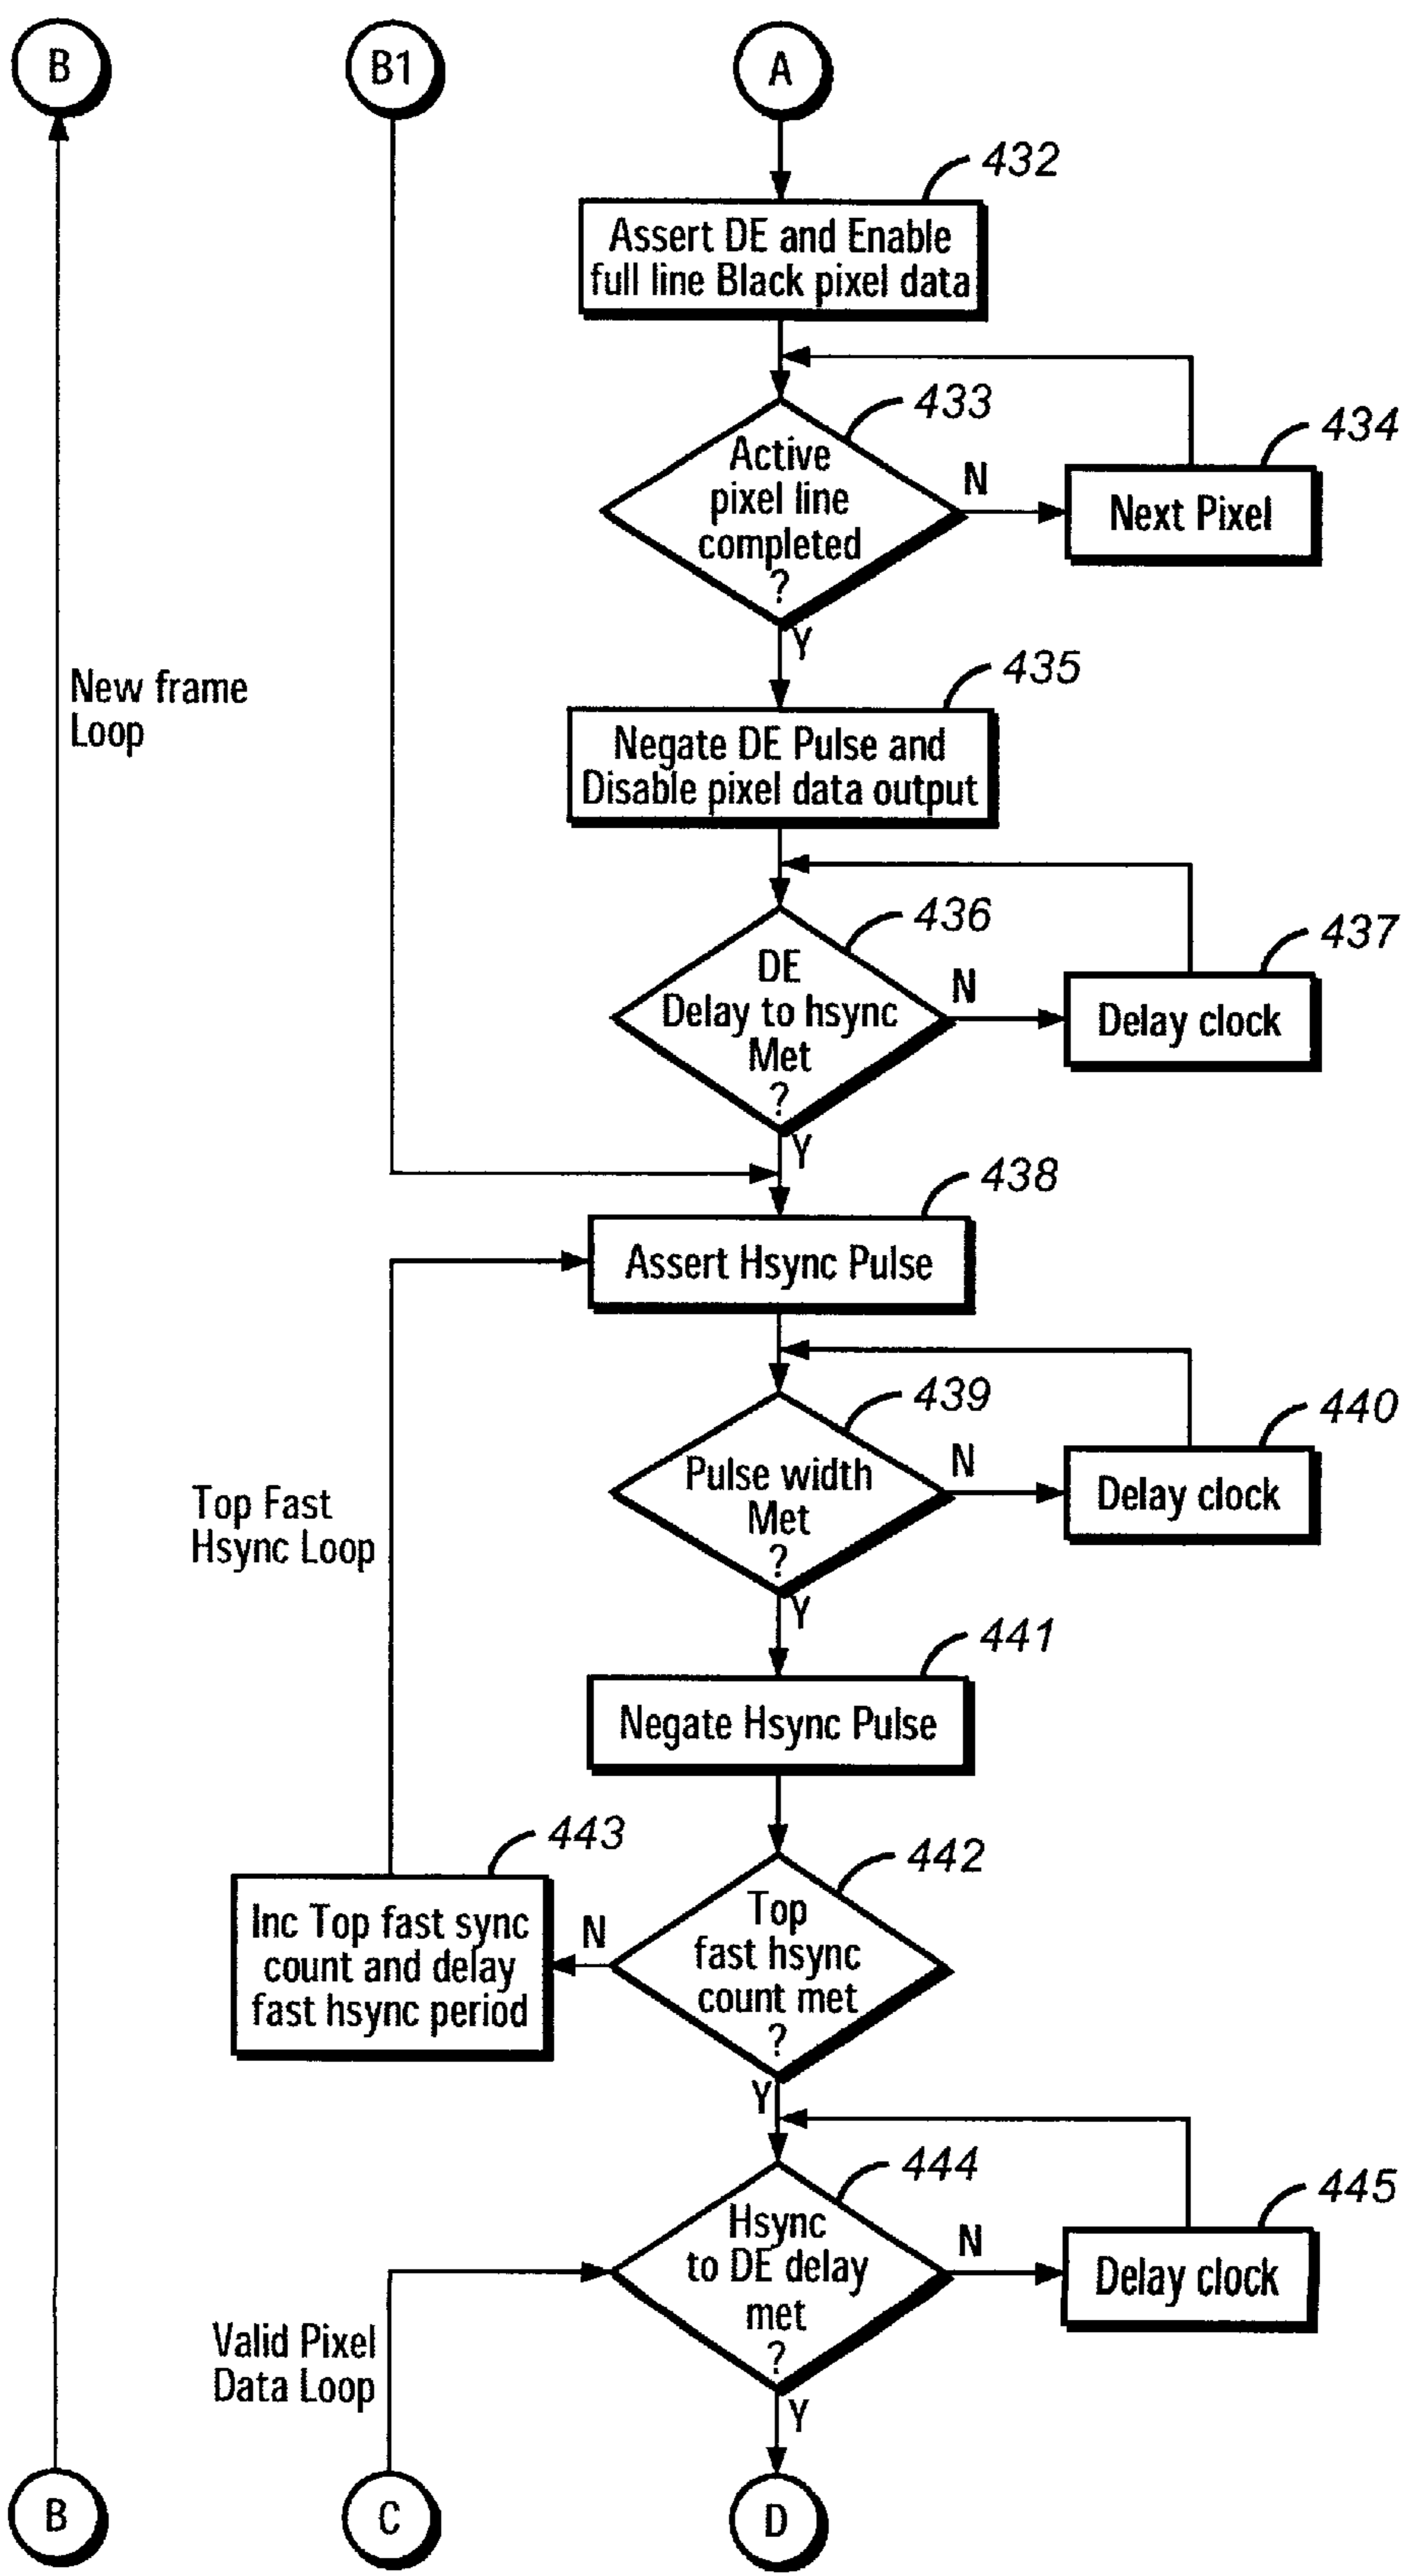 B
B1
A
432
Assert DE and Enable
full line Black pixel data
433
Active
pixel line
completed
?
N
434
Next Pixel
Y
435
Negate DE Pulse and
Disable pixel data output
New frame
Loop
436
DE
Delay to hsync
Met
?
N
437
Delay clock
Y
438
Assert Hsync Pulse
439
Pulse width
Met
?
N
440
Delay clock
Y
Top Fast
Hsync Loop
441
Negate Hsync Pulse
442
Top
fast hsync
count met
?
N
443
Inc Top fast sync
count and delay
fast hsync period
Y
444
Hsync
to DE delay
met
?
N
445
Delay clock
Y
Valid Pixel
Data Loop
B
C
D